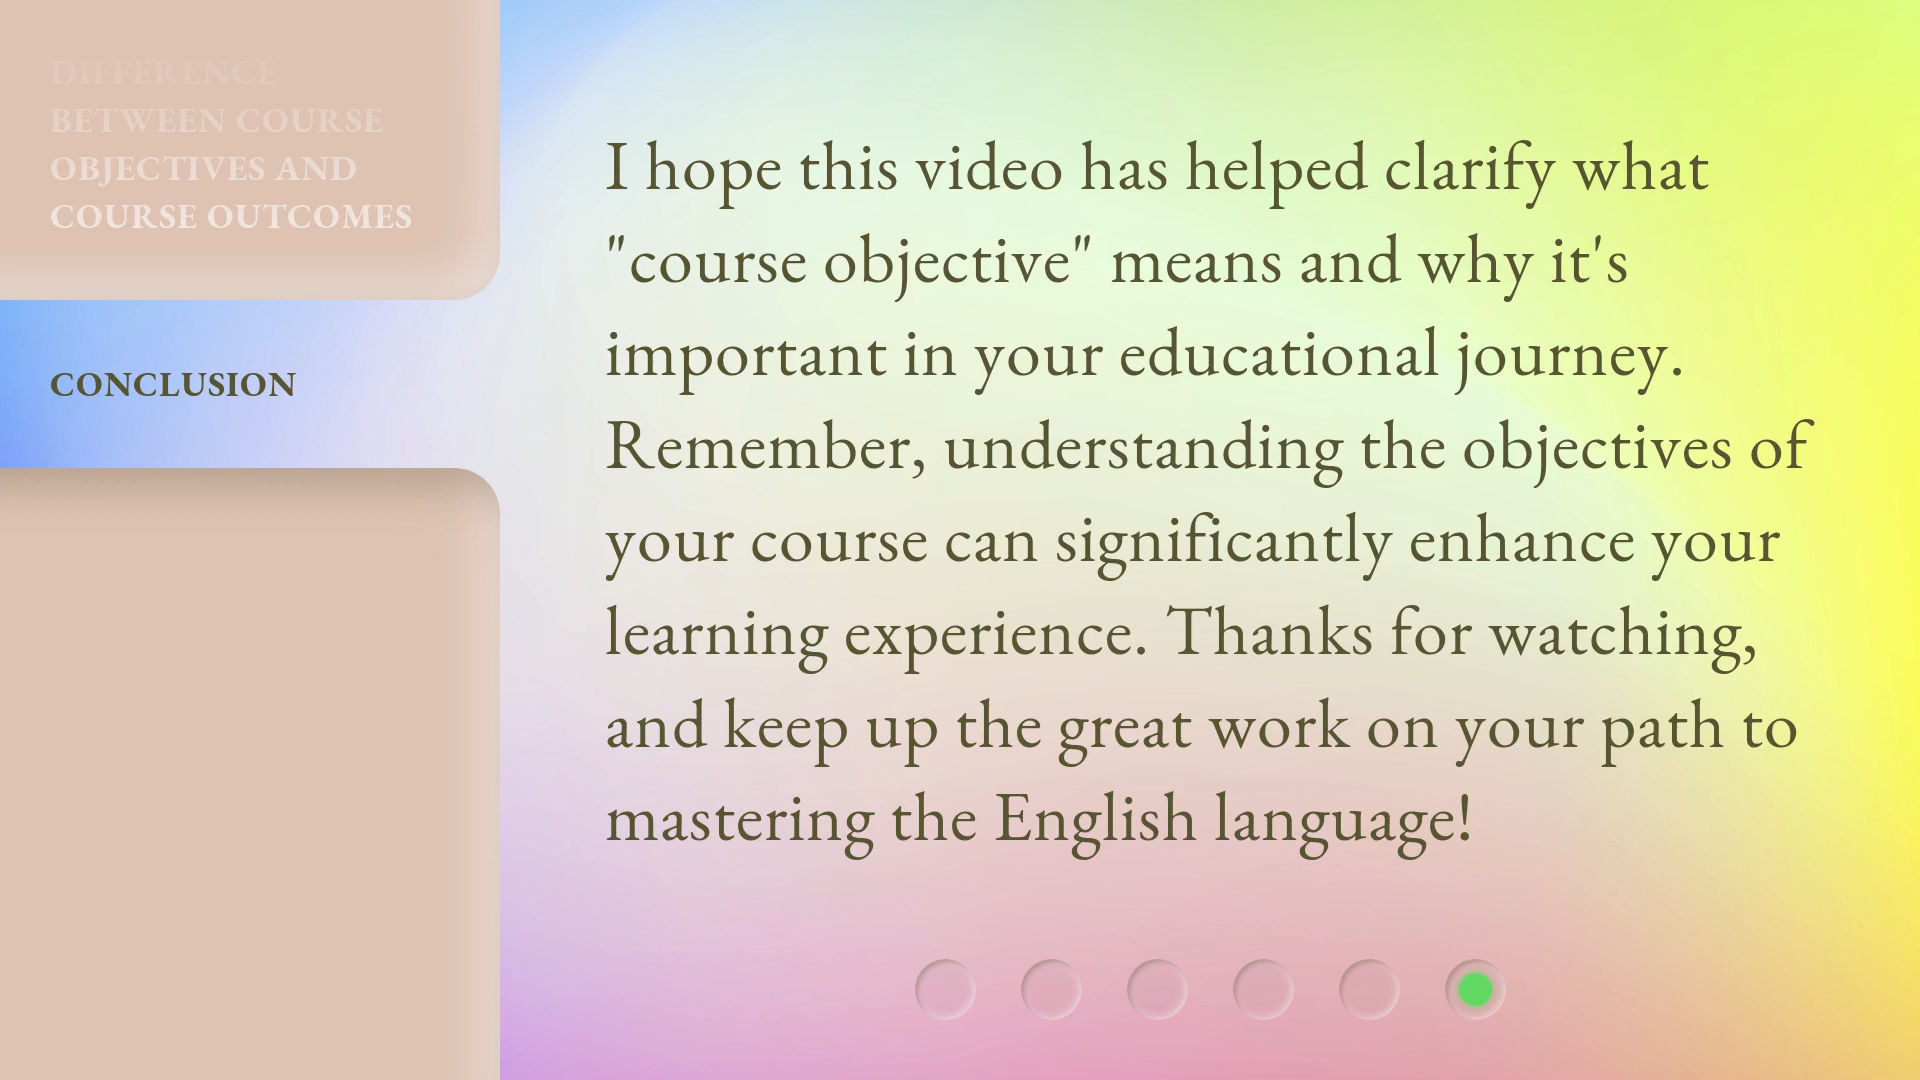 DIFFERENCE
BETWEEN COURSE
OBJECTIVES AND
COURSE OUTCOMES
CONCLUSION
I hope this video has helped clarify what
"course objective" means and why it's
important in your educational journey.
Remember, understanding the objectives of
your course can significantly enhance your
learning experience. Thanks for watching,
and keep up the great work on your path to
mastering the English language!